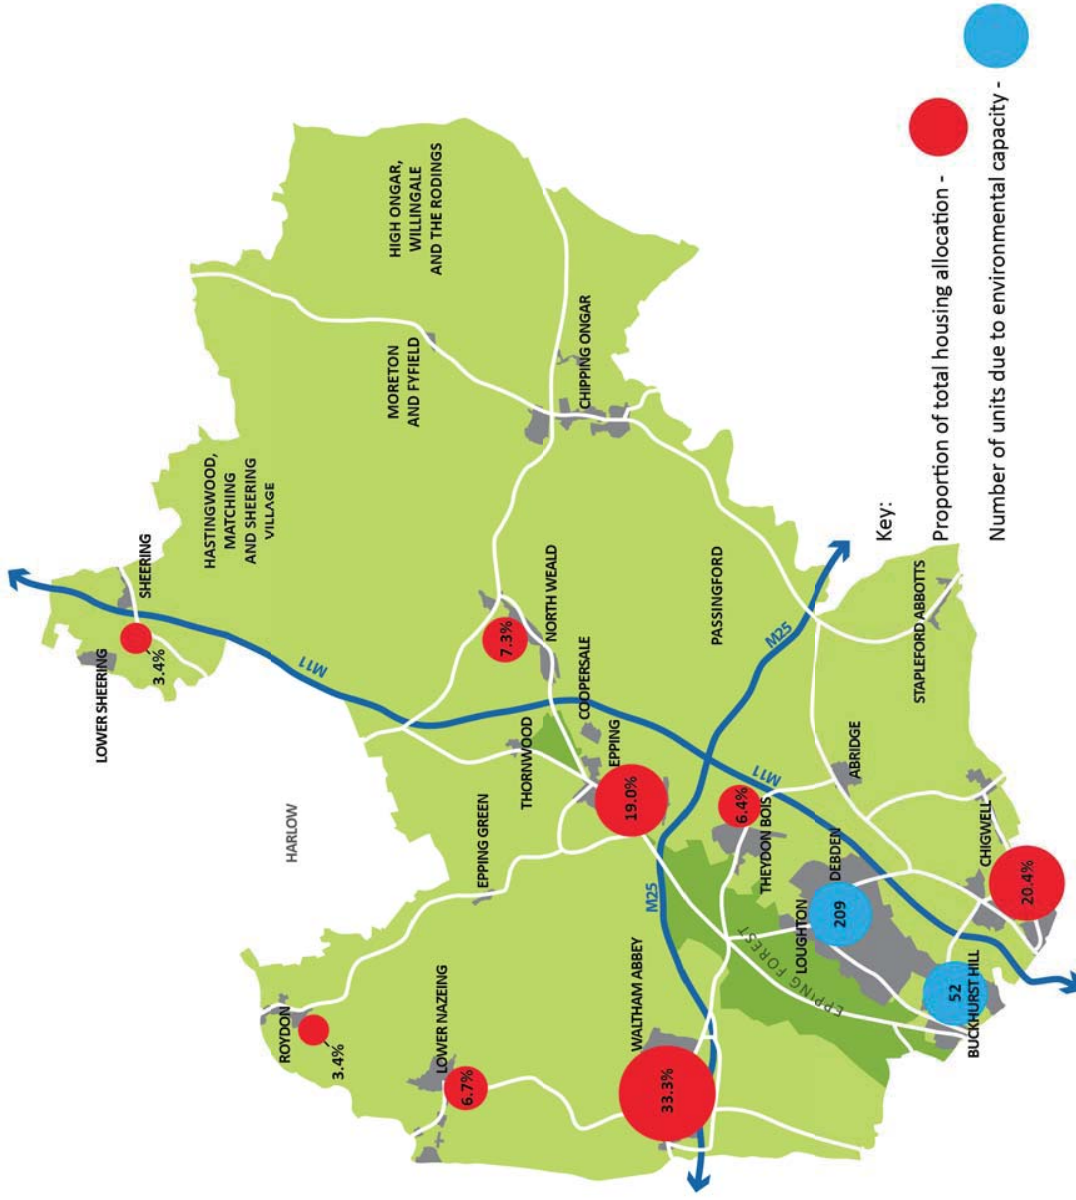 LOWER SHEERING
SHEERING
3.4%
HASTINGWOOD,
MATCHING
AND SHEERING
VILLAGE
M11
HARLOW
ROYDON
3.4%
LOWER NAZEING
6.7%
EPPING GREEN
THORNWOOD
COOPERSALE
EPPING
19.0%
NORTH WEALD
7.3%
MORETON
AND FYFIELD
HIGH ONGAR,
WILLINGALE
AND THE RODINGS
CHIPPING ONGAR
WALTHAM ABBEY
33.3%
M25
EPPING FOREST
THEYDON BOIS
6.4%
M11
M25
PASSINGFORD
LOUGHTON
DEBDEN
209
ABRIDGE
STAPLEFORD ABBOTTS
BUCKHURST HILL
52
CHIGWELL
20.4%
Key:
Proportion of total housing allocation -
Number of units due to environmental capacity -